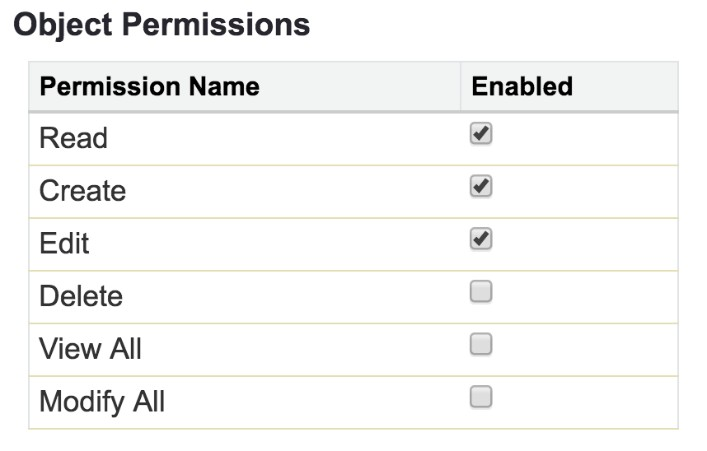 Object Permissions
Permission Name Enabled
Read
Create
Edit
Delete
View All
Modify All